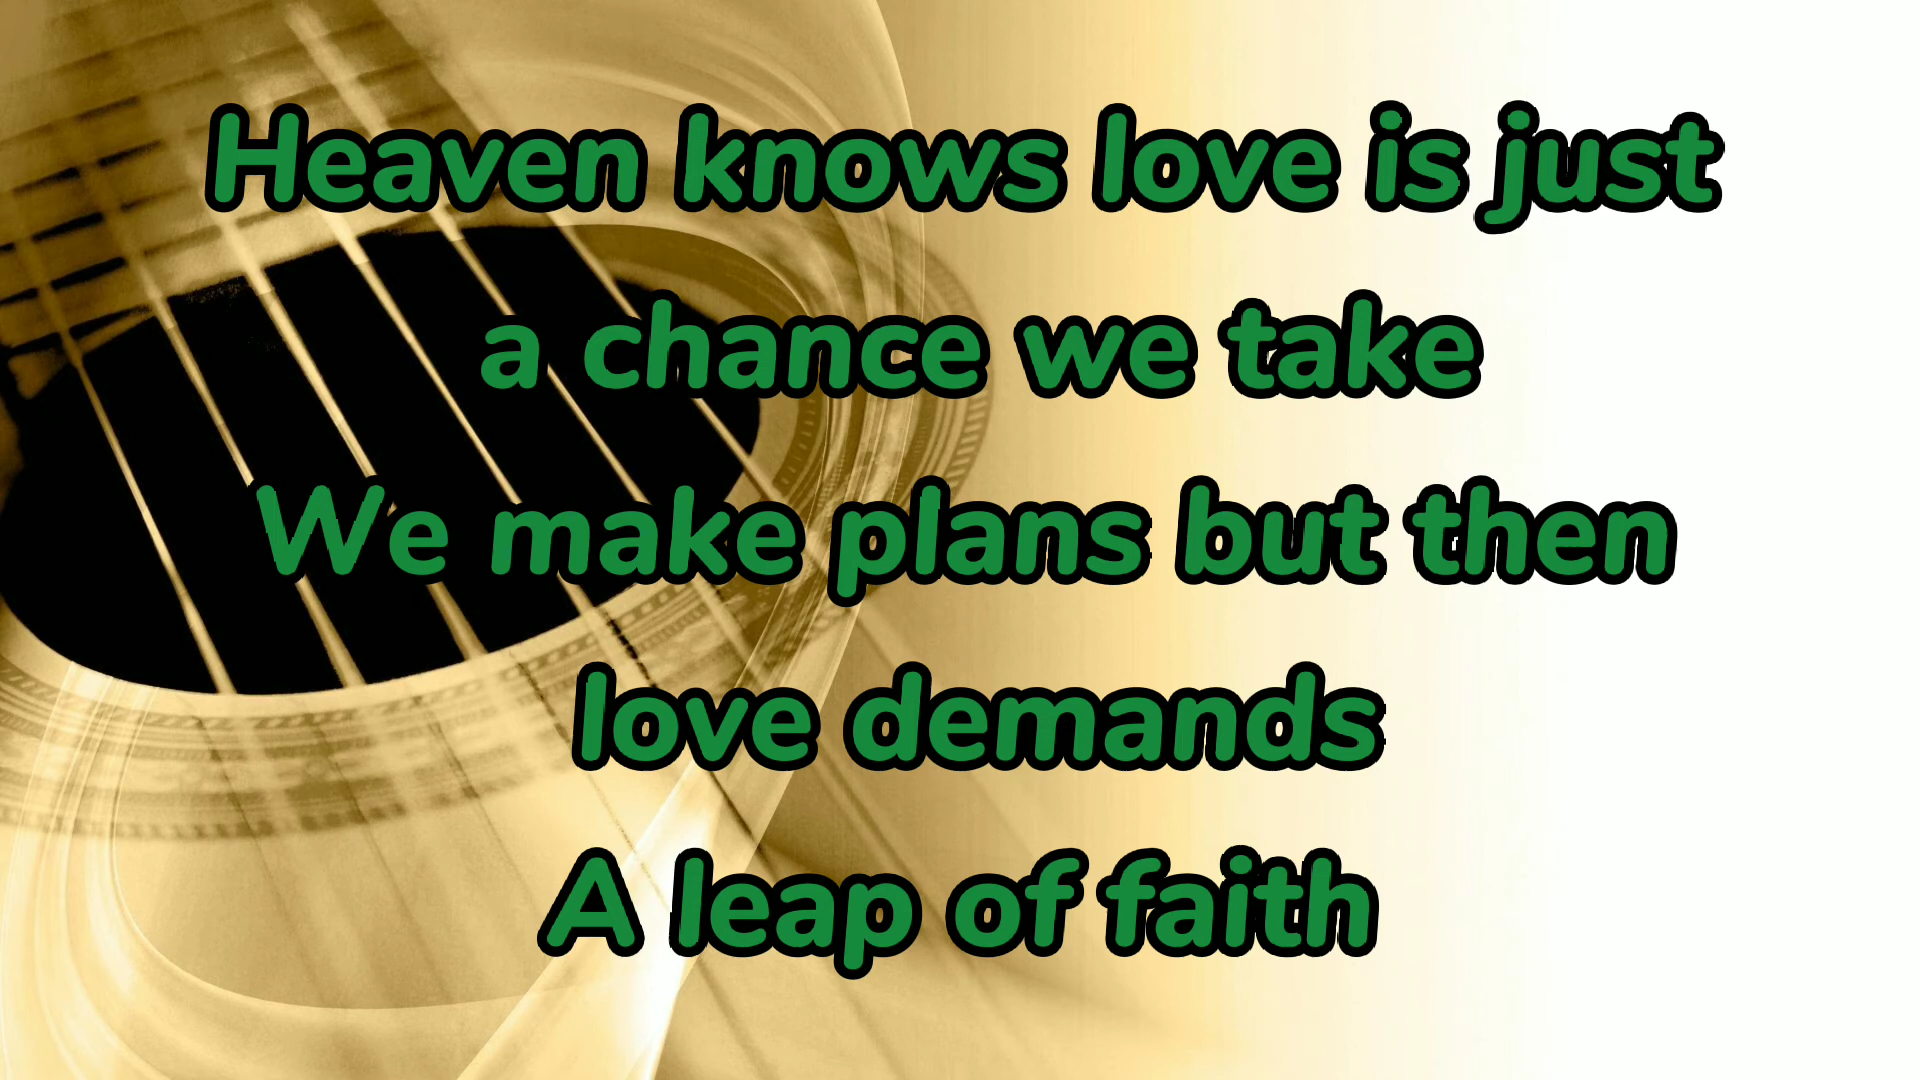 Heaven knows love is just
a chance we take
We make plans but then
love demands
A leap of faith